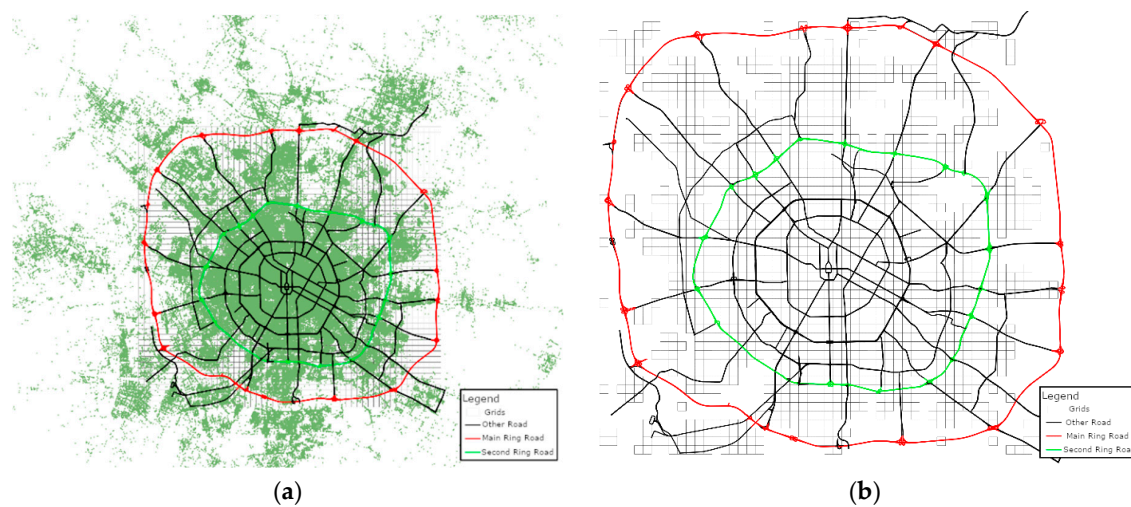 Legend
Grids
Other Road
Main Ring Road
Second Ring Road
Legend
Grids
Other Road
Main Ring Road
Second Ring Road
(a)
(b)